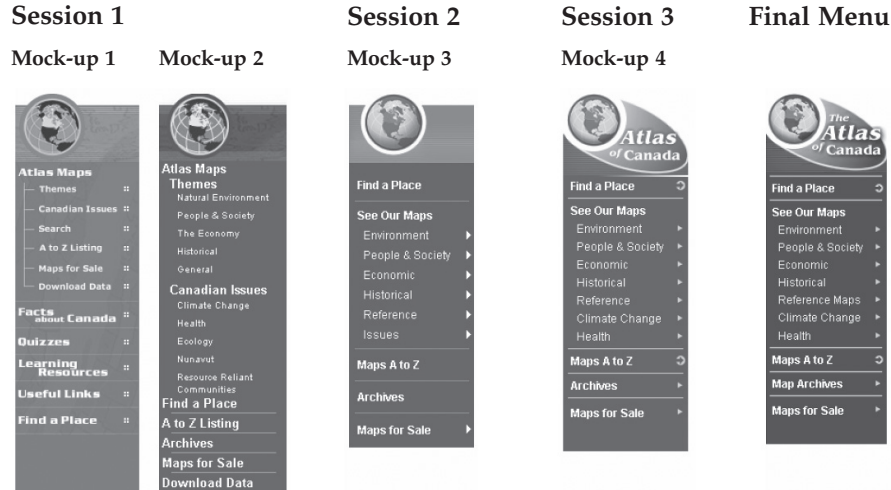 Session 1
Session 2
Session 3
Final Menu
Mock-up 1
Mock-up 2
Mock-up 3
Mock-up 4
Atlas Maps
Themes
Canadian Issues
Search
A to Z Listing
Maps for Sale
Download Data
Facts
about Canada
Quizzes
Learning
Resources
Useful Links
Find a Place
Atlas Maps
Themes
Natural Environment
People & Society
The Economy
Historical
General
Canadian Issues
Climate Change
Health
Ecology
Nunavut
Resource Reliant
Communities
Find a Place
A to Z Listing
Archives
Maps for Sale
Download Data
Find a Place
See Our Maps
Environment
People & Society
Economic
Historical
Reference
Issues
Maps A to Z
Archives
Maps for Sale
Atlas
of Canada
Find a Place
See Our Maps
Environment
People & Society
Economic
Historical
Reference
Climate Change
Health
Maps A to Z
Archives
Maps for Sale
The
Atlas
of Canada
Find a Place
See Our Maps
Environment
People & Society
Economic
Historical
Reference Maps
Climate Change
Health
Maps A to Z
Map Archives
Maps for Sale